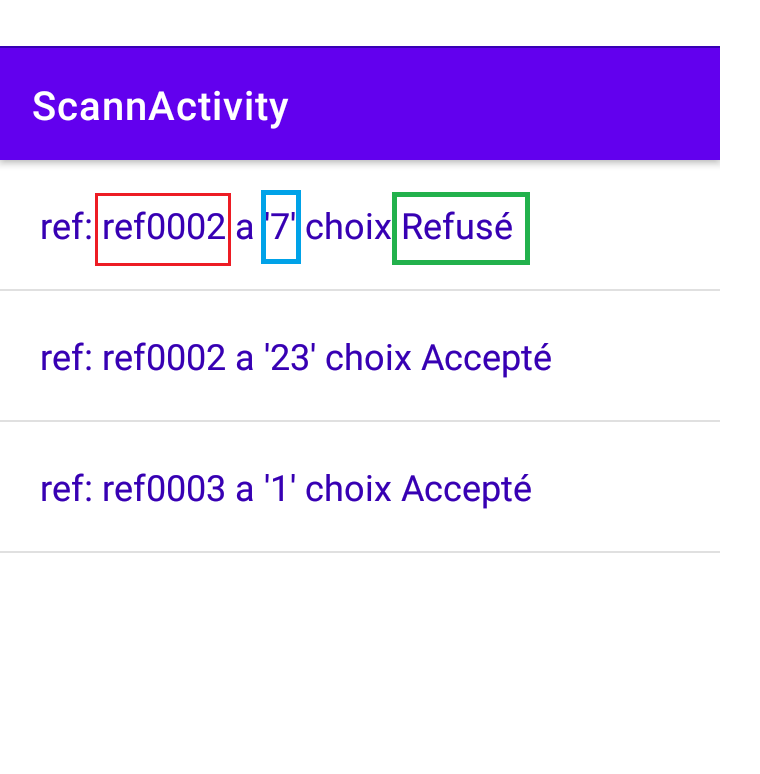 ScannActivity
ref: ref0002 a '7' choix Refusé
ref: ref0002 a '23' choix Accepté
ref: ref0003 a '1' choix Accepté